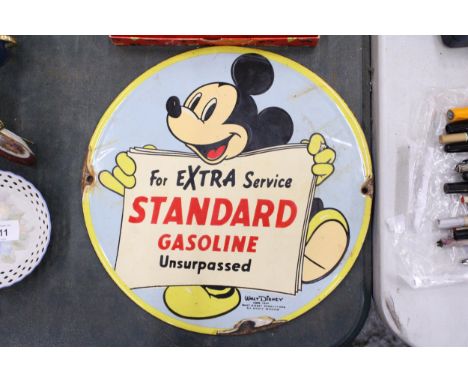 For EXTRA Service
STANDARD
GASOLINE
Unsurpassed
WALT DISNEY
11